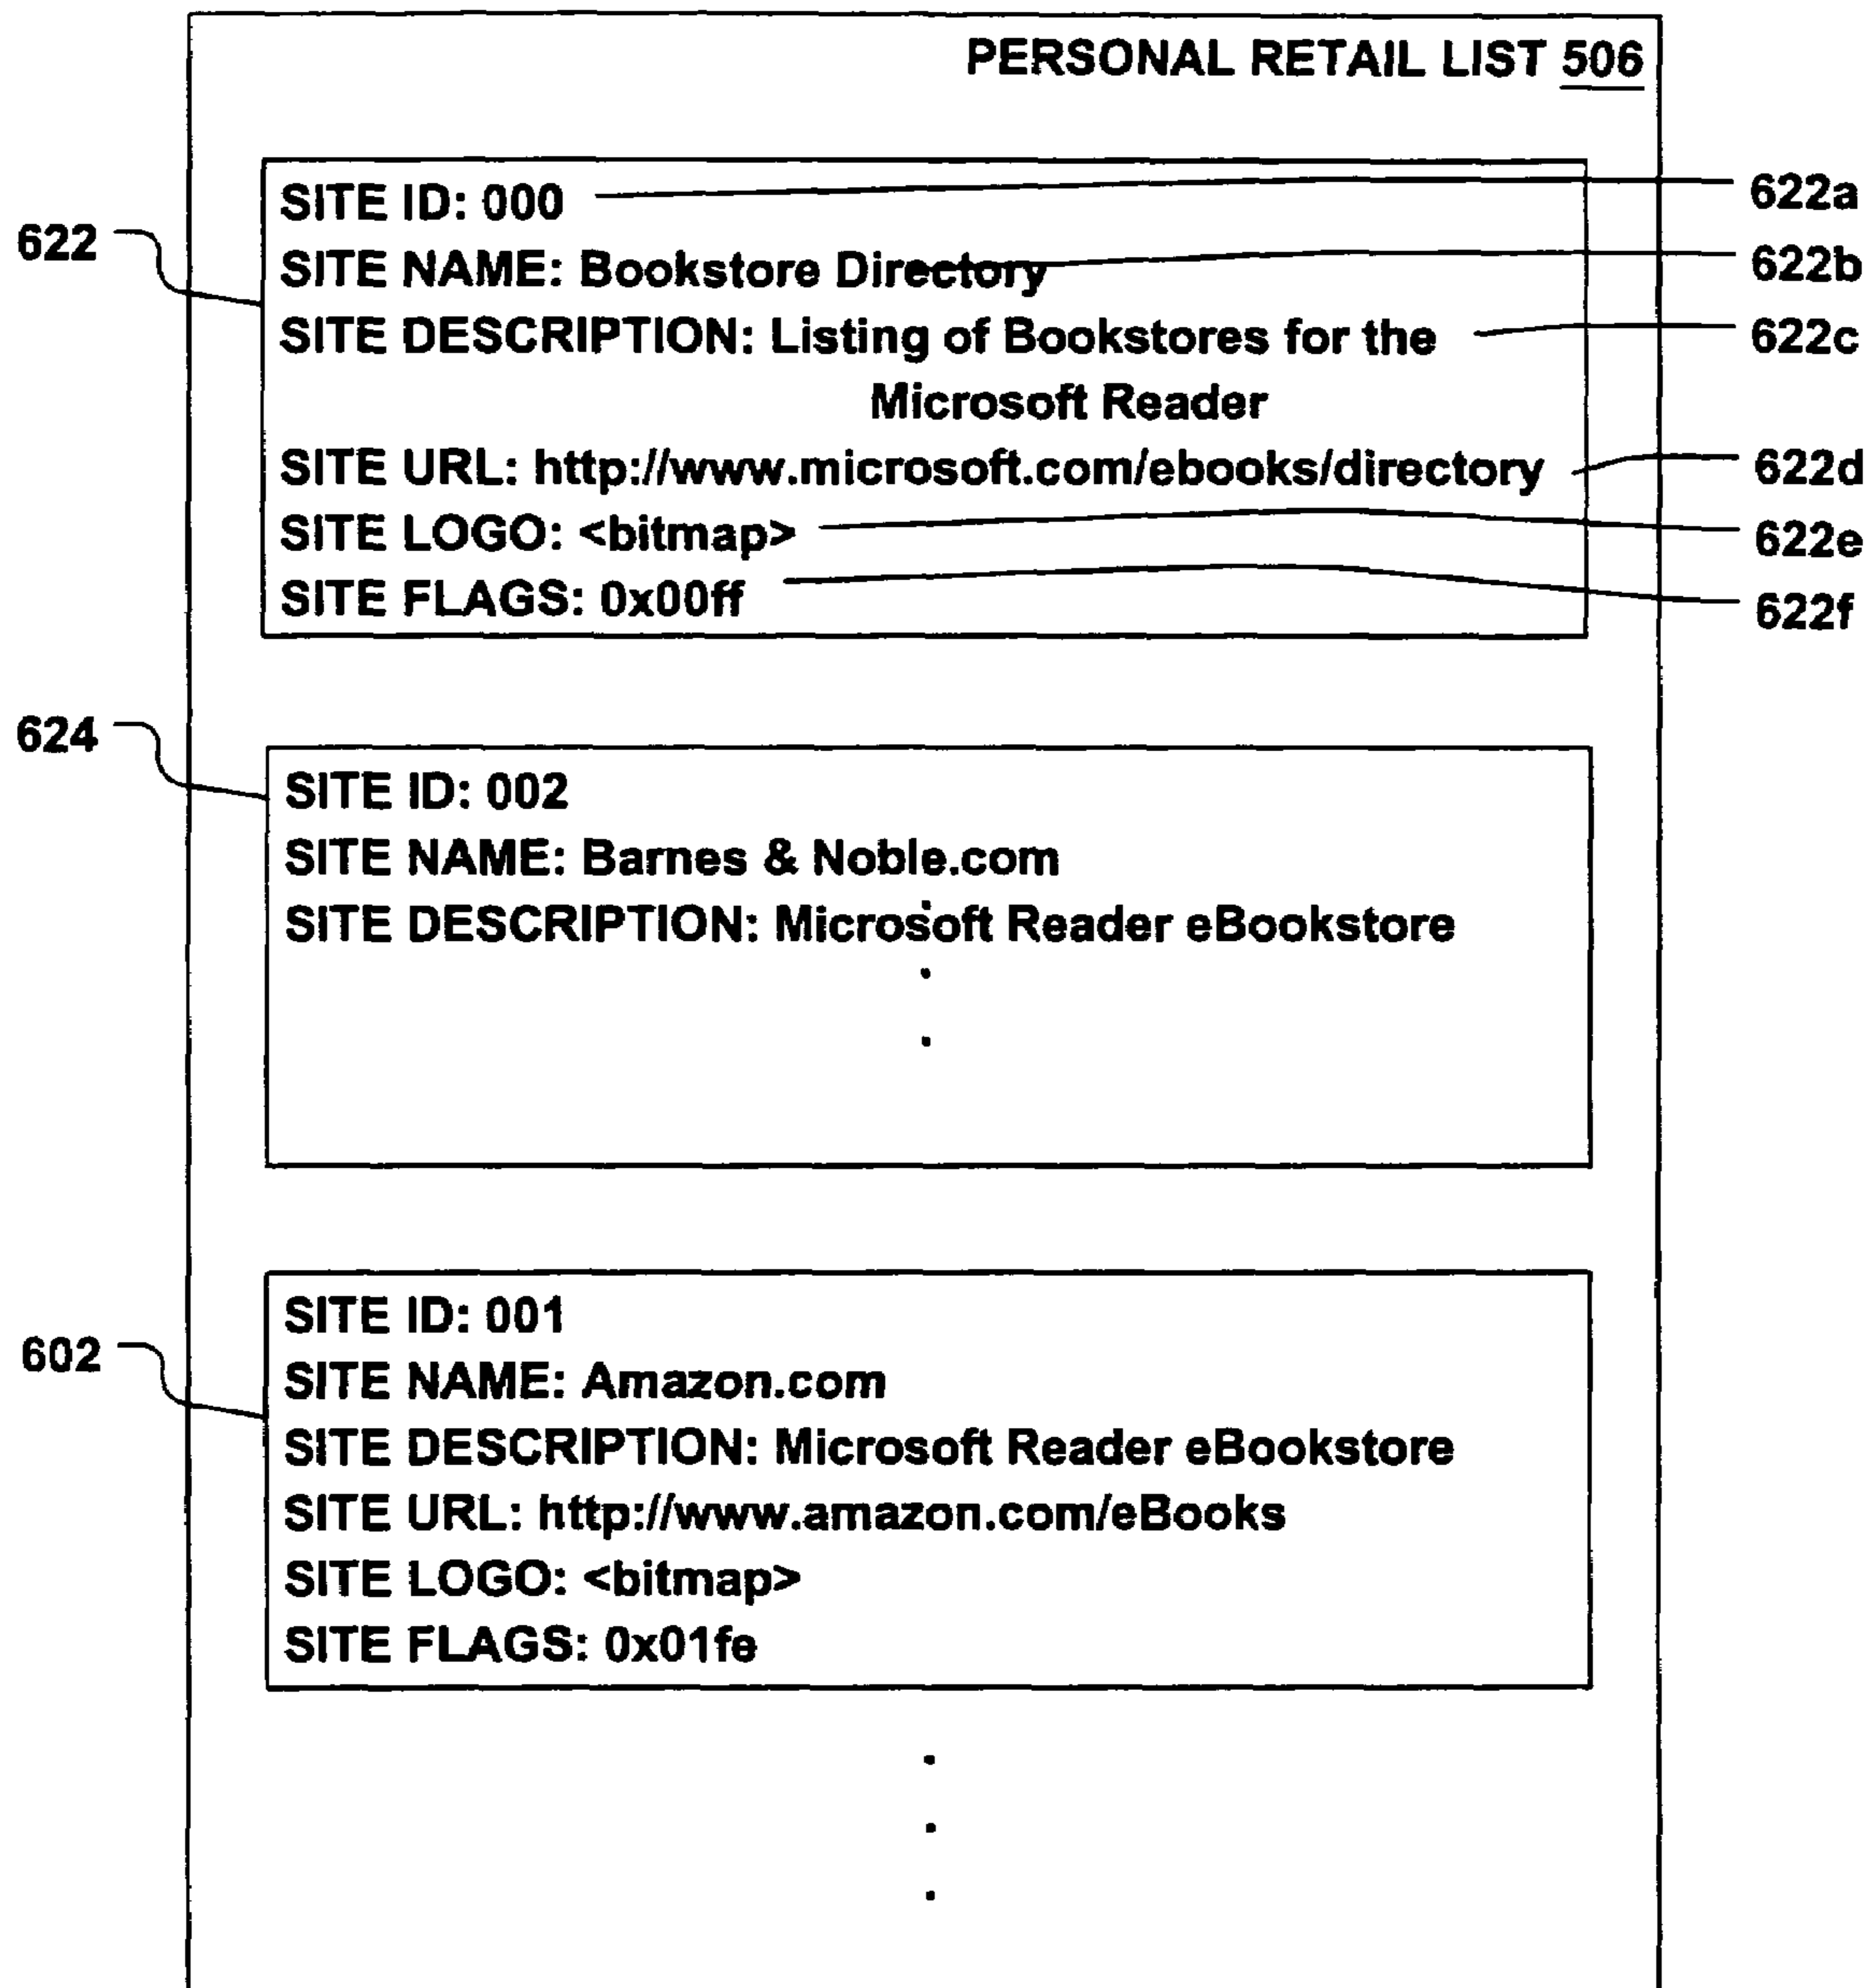 PERSONAL RETAIL LIST 506
622
SITE ID: 000
622a
SITE NAME: Bookstore Directory
622b
SITE DESCRIPTION: Listing of Bookstores for the
622c
Microsoft Reader
SITE URL: http://www.microsoft.com/ebooks/directory
622d
SITE LOGO: <bitmap>
622e
SITE FLAGS: 0x00ff
622f
624
SITE ID: 002
SITE NAME: Barnes & Noble.com
SITE DESCRIPTION: Microsoft Reader eBookstore
602
SITE ID: 001
SITE NAME: Amazon.com
SITE DESCRIPTION: Microsoft Reader eBookstore
SITE URL: http://www.amazon.com/eBooks
SITE LOGO: <bitmap>
SITE FLAGS: 0x01fe